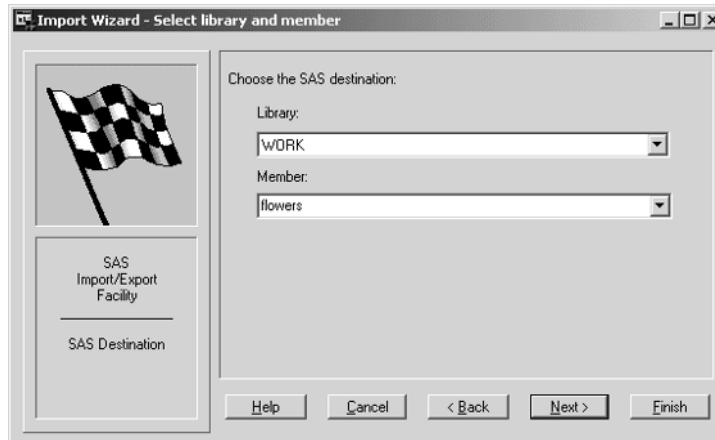 Import Wizard - Select library and member
Choose the SAS destination:
Library:
WORK
Member:
flowers
SAS
Import/Export
Facility
SAS Destination
Help Cancel < Back Next > Finish